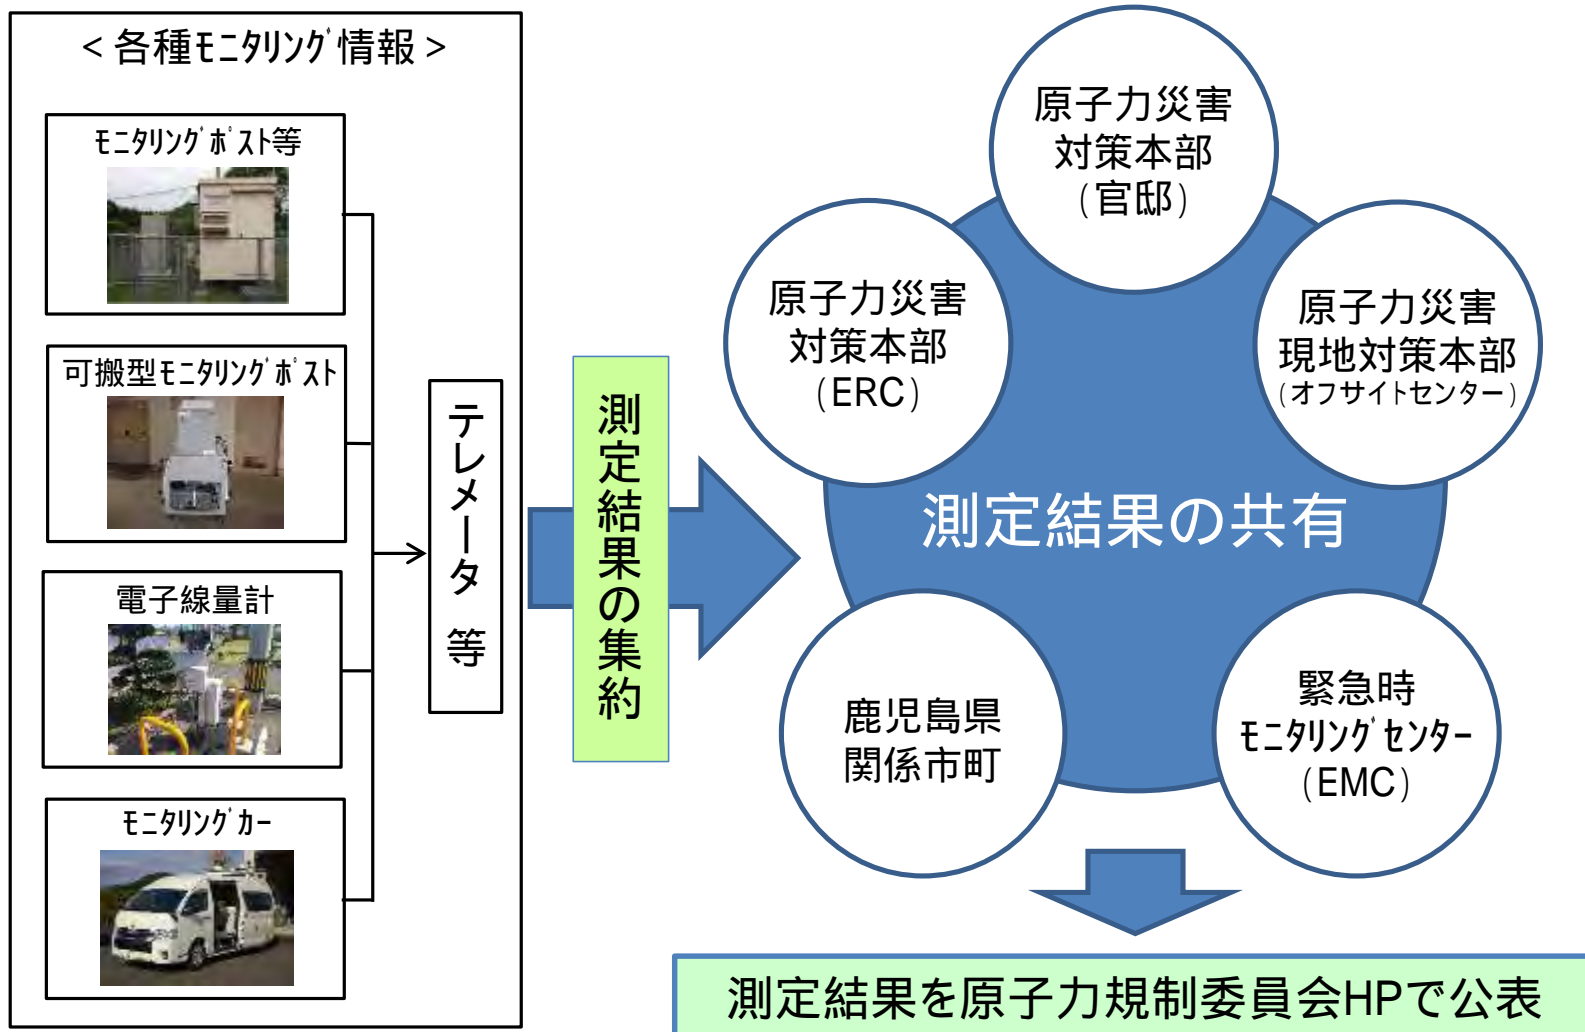 <各種ﾓﾆﾀﾘﾝｸﾞ情報>
ﾓﾆﾀﾘﾝｸﾞﾎﾟｽﾄ等
可搬型ﾓﾆﾀﾘﾝｸﾞﾎﾟｽﾄ
電子線量計
ﾓﾆﾀﾘﾝｸﾞｶｰ
テレメータ 等
測定結果の集約
原子力災害
対策本部
(官邸)
原子力災害
対策本部
(ERC)
原子力災害
現地対策本部
(オフサイトセンター)
測定結果の共有
鹿児島県
関係市町
緊急時
ﾓﾆﾀﾘﾝｸﾞｾﾝﾀｰ
(EMC)
測定結果を原子力規制委員会HPで公表